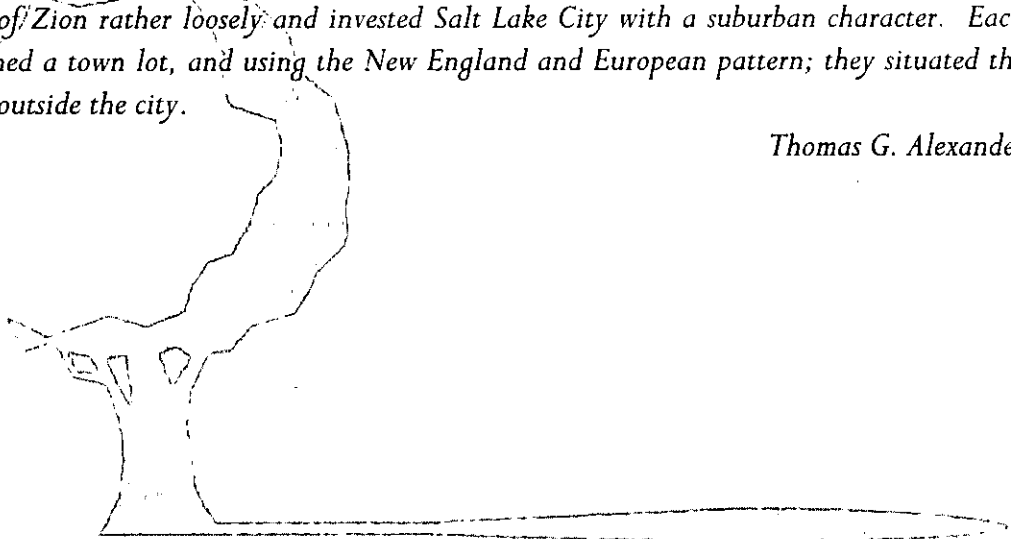 of Zion rather loosely and invested Salt Lake City with a suburban character. Eac
ned a town lot, and using the New England and European pattern; they situated th
outside the city.
Thomas G. Alexande